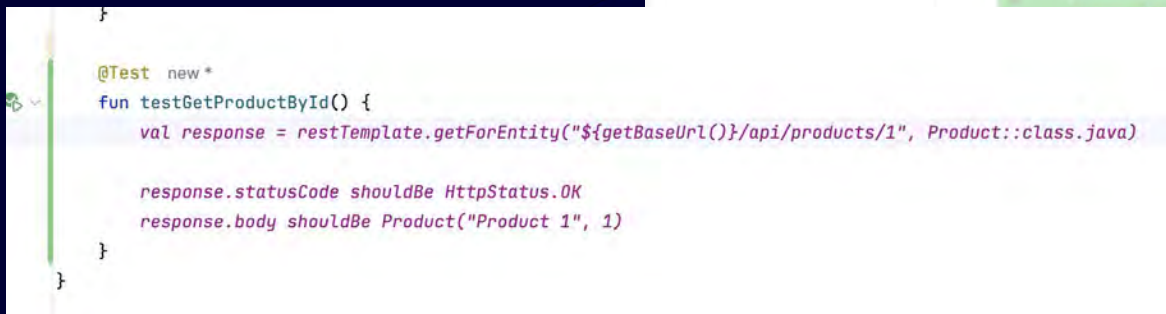 }
@Test new *
fun testGetProductById() {
val response = restTemplate.getForEntity("${getBaseUrl()}/api/products/1", Product::class.java)
response.statusCode shouldBe HttpStatus.OK
response.body shouldBe Product("Product 1", 1)
}
}